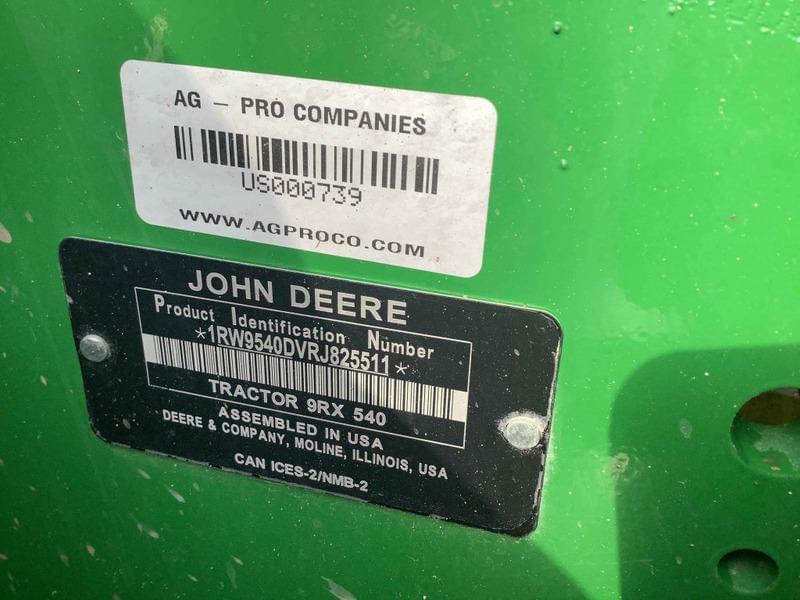 AG – PRO COMPANIES
US000739
WWW.AGPROCO.COM
JOHN DEERE
Product Identification Number
*1RW9540DVRJ825511*
TRACTOR 9RX 540
ASSEMBLED IN USA
DEERE & COMPANY, MOLINE, ILLINOIS, USA
CAN ICES-2/NMB-2